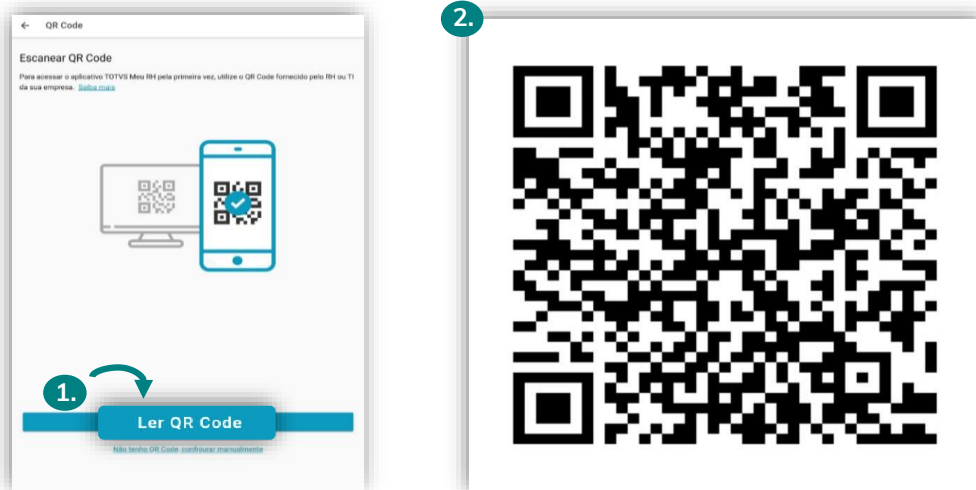 ← QR Code
Escanear QR Code
Para acessar o aplicativo TOTVS Meu RH pela primeira vez, utilize o QR Code fornecido pelo RH ou TI
da sua empresa. Saiba mais
1.
Ler QR Code
Não tenho QR Code, configurar manualmente
2.